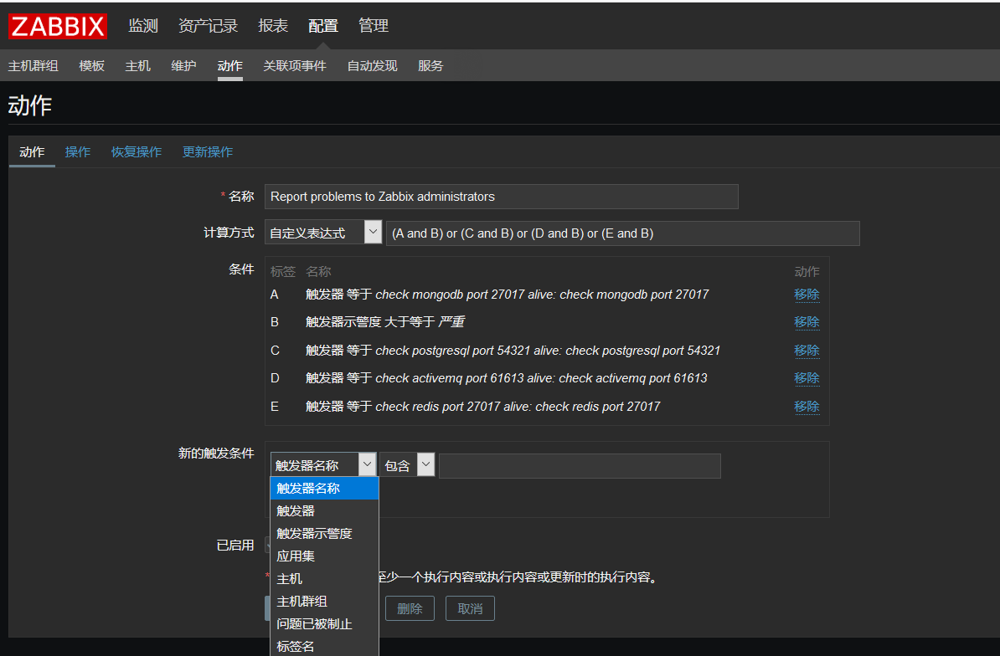 ZABBIX 监测 资产记录 报表 配置 管理
主机群组 模板 主机 维护 动作 关联项事件 自动发现 服务
动作
动作 操作 恢复操作 更新操作
* 名称 Report problems to Zabbix administrators
计算方式 自定义表达式 (A and B) or (C and B) or (D and B) or (E and B)
条件 标签 名称 动作
A 触发器 等于 check mongodb port 27017 alive: check mongodb port 27017 移除
B 触发器示警度 大于等于 严重 移除
C 触发器 等于 check postgresql port 54321 alive: check postgresql port 54321 移除
D 触发器 等于 check activemq port 61613 alive: check activemq port 61613 移除
E 触发器 等于 check redis port 27017 alive: check redis port 27017 移除
新的触发条件 触发器名称 包含
触发器名称
触发器
触发器示警度
已启用
应用集
主机 * 至少一个执行内容或执行内容或更新时的执行内容。
主机群组 删除 取消
问题已被制止
标签名